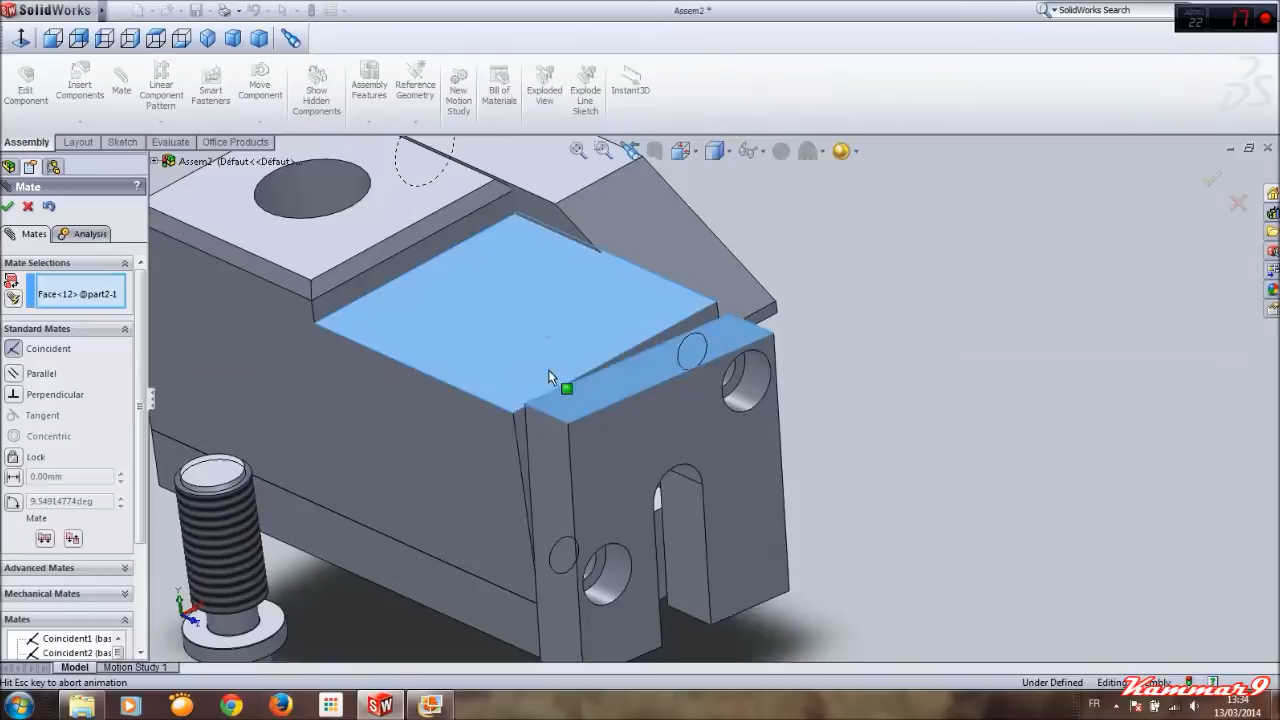 SolidWorks
Assem2 *
SolidWorks Search
22
17
Edit Component
Insert Components
Mate
Linear Component Pattern
Smart Fasteners
Move Component
Show Hidden Components
Assembly Features
Reference Geometry
New Motion Study
Bill of Materials
Exploded View
Explode Line Sketch
Instant3D
Assembly
Layout
Sketch
Evaluate
Office Products
Assem2 (Défaut<<Défaut>...
Mate
?
Mates
Analysis
Mate Selections
Face<12> @part2-1
Standard Mates
Coincident
Parallel
Perpendicular
Tangent
Concentric
Lock
0.00mm
9.54914774deg
Mate
Advanced Mates
Mechanical Mates
Mates
Coincident1 (bas
Coincident2 (bas
Model
Motion Study 1
Hit Esc key to abort animation
Under Defined
Kammar9
FR
13:34
13/03/2014